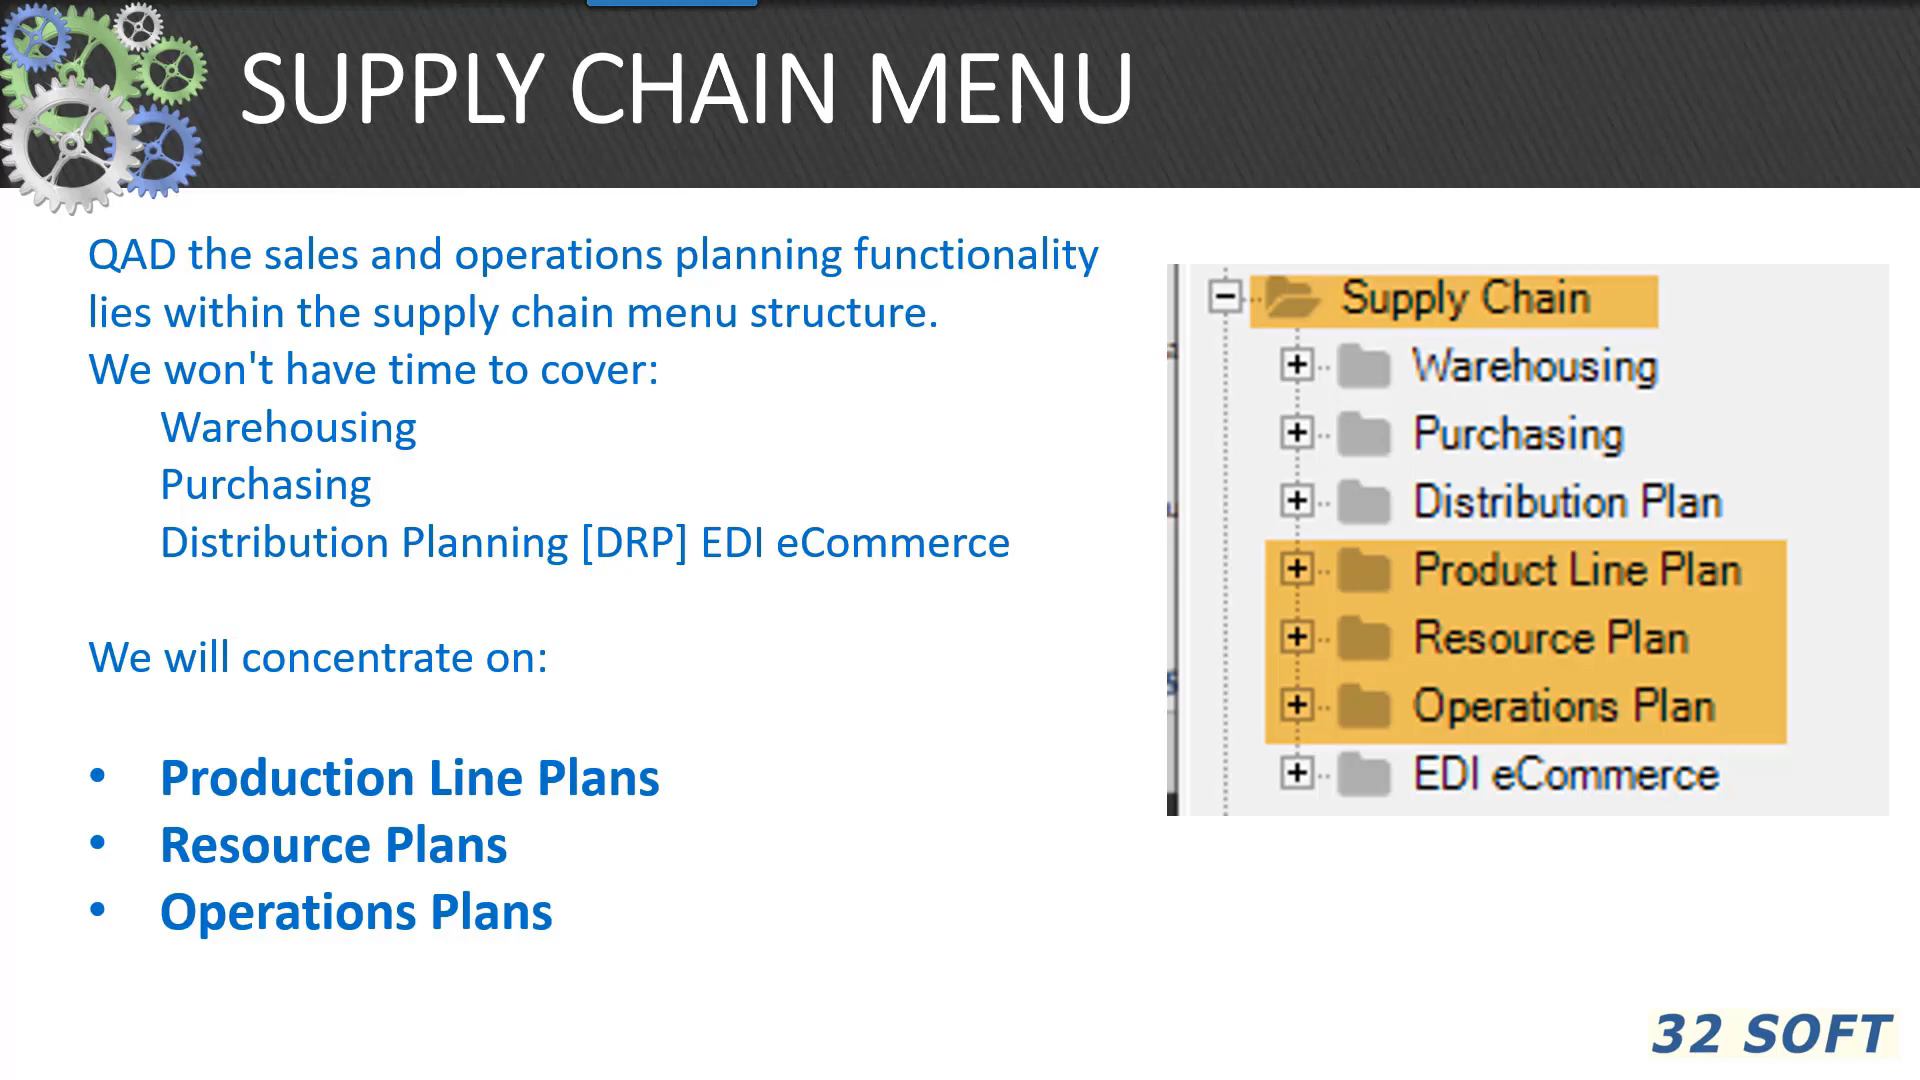 SUPPLY CHAIN MENU
QAD the sales and operations planning functionality
lies within the supply chain menu structure.
We won't have time to cover:
Warehousing
Purchasing
Distribution Planning [DRP] EDI eCommerce
We will concentrate on:
• Production Line Plans
• Resource Plans
• Operations Plans
Supply Chain
Warehousing
Purchasing
Distribution Plan
Product Line Plan
Resource Plan
Operations Plan
EDI eCommerce
32 SOFT